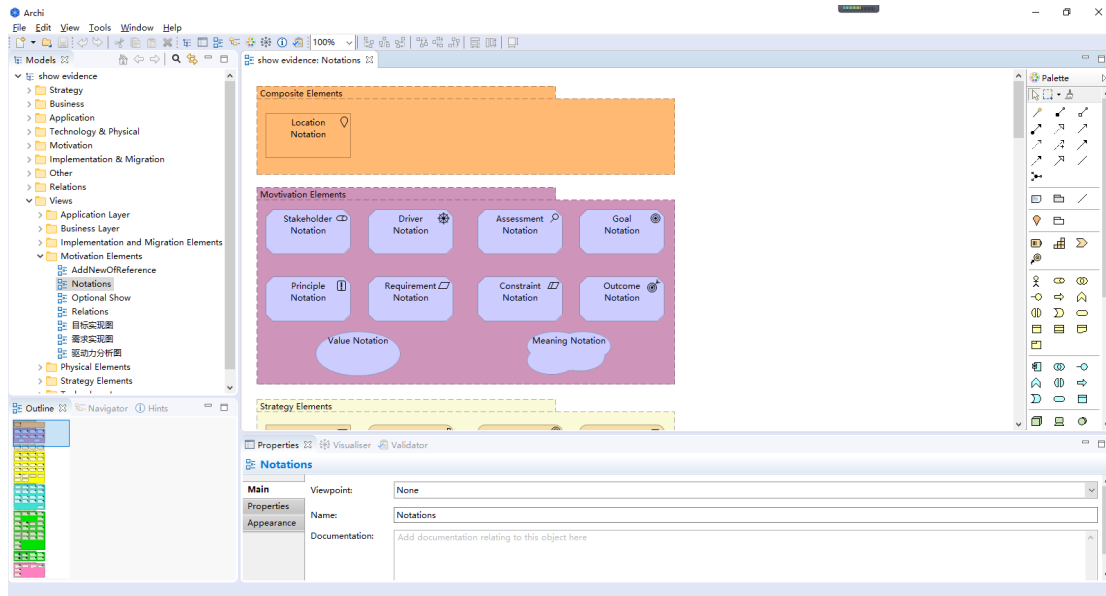 Archi
File Edit View Tools Window Help
100%
Models
show evidence
Strategy
Business
Application
Technology & Physical
Motivation
Implementation & Migration
Other
Relations
Views
Application Layer
Business Layer
Implementation and Migration Elements
Motivation Elements
AddNewOfReference
Notations
Optional Show
Relations
目标实现图
需求实现图
驱动力分析图
Physical Elements
Strategy Elements
Outline Navigator Hints
show evidence: Notations
Composite Elements
Location
Notation
Movtivation Elements
Stakeholder
Notation
Driver
Notation
Assessment
Notation
Goal
Notation
Principle
Notation
Requirement
Notation
Constraint
Notation
Outcome
Notation
Value Notation
Meaning Notation
Strategy Elements
Palette
Properties Visualiser Validator
Notations
Main
Properties
Appearance
Viewpoint: None
Name: Notations
Documentation: Add documentation relating to this object here